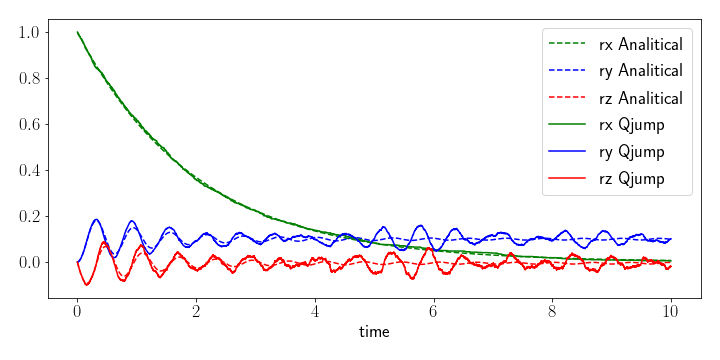 1.0
0.8
0.6
0.4
0.2
0.0
rx Analitical
ry Analitical
rz Analitical
rx Qjump
ry Qjump
rz Qjump
0 2 4 6 8 10
time